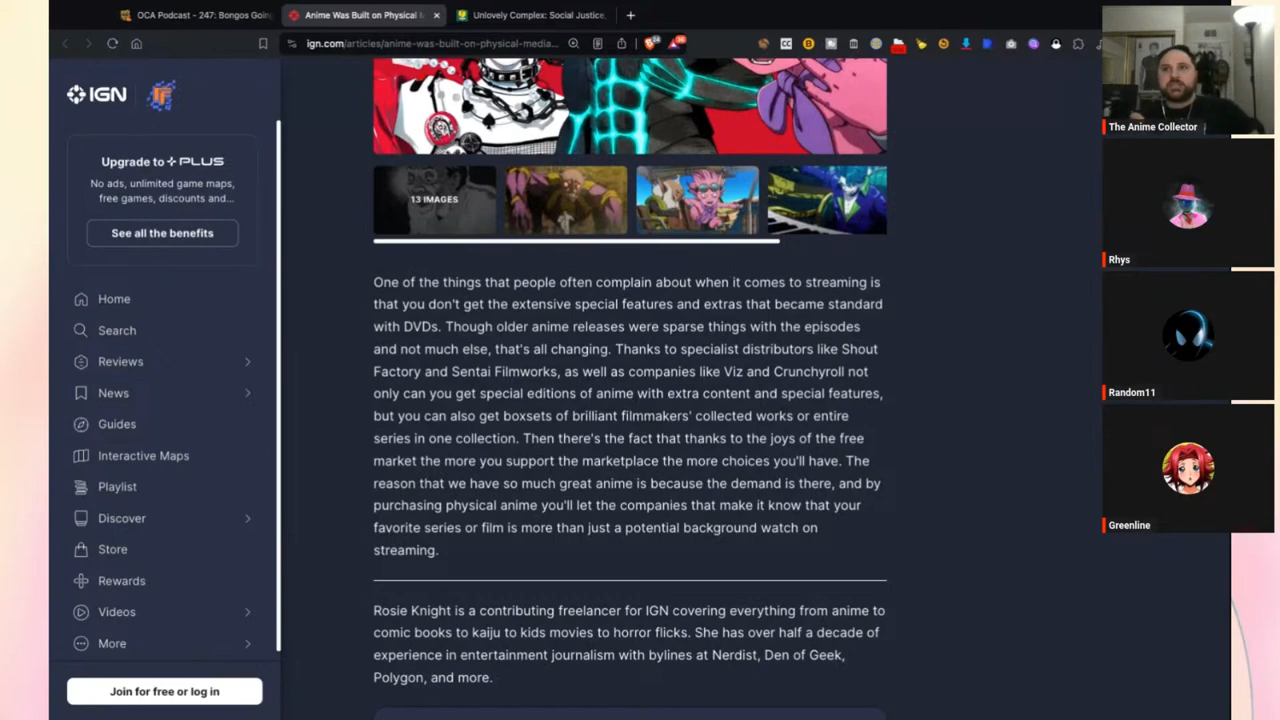 OCA Podcast - 247: Bongos Going
Anime Was Built on Physical M
Unlovely Complex: Social Justice,
ign.com/articles/anime-was-built-on-physical-media...
IGN
Upgrade to PLUS
No ads, unlimited game maps,
free games, discounts and...
See all the benefits
Home
Search
Reviews
News
Guides
Interactive Maps
Playlist
Discover
Store
Rewards
Videos
More
Join for free or log in
13 IMAGES
One of the things that people often complain about when it comes to streaming is
that you don't get the extensive special features and extras that became standard
with DVDs. Though older anime releases were sparse things with the episodes
and not much else, that's all changing. Thanks to specialist distributors like Shout
Factory and Sentai Filmworks, as well as companies like Viz and Crunchyroll not
only can you get special editions of anime with extra content and special features,
but you can also get boxsets of brilliant filmmakers' collected works or entire
series in one collection. Then there's the fact that thanks to the joys of the free
market the more you support the marketplace the more choices you'll have. The
reason that we have so much great anime is because the demand is there, and by
purchasing physical anime you'll let the companies that make it know that your
favorite series or film is more than just a potential background watch on
streaming.
Rosie Knight is a contributing freelancer for IGN covering everything from anime to
comic books to kaiju to kids movies to horror flicks. She has over half a decade of
experience in entertainment journalism with bylines at Nerdist, Den of Geek,
Polygon, and more.
The Anime Collector
Rhys
Random11
Greenline